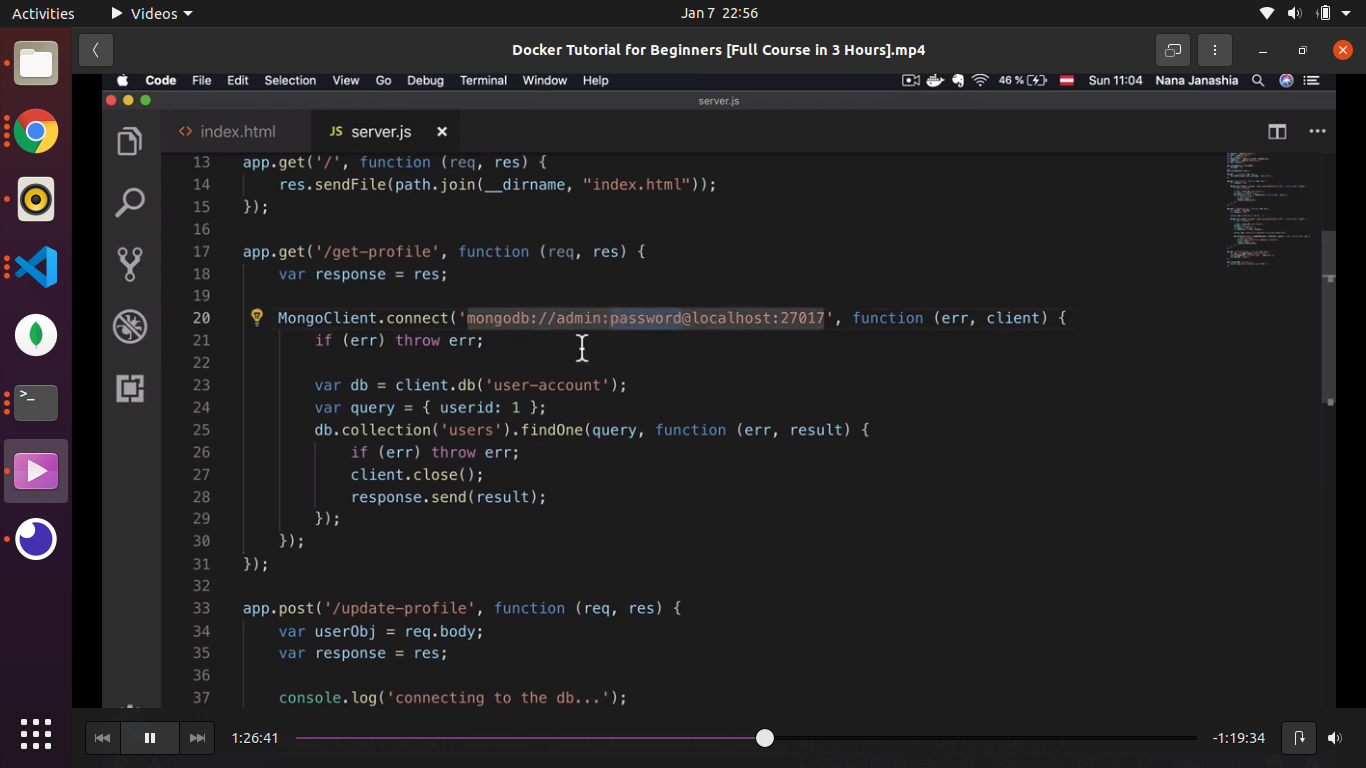 Activities
Videos
Jan 7 22:56
Docker Tutorial for Beginners [Full Course in 3 Hours].mp4
Code File Edit Selection View Go Debug Terminal Window Help
46 %
Sun 11:04 Nana Janashia
server.js
<> index.html
JS server.js
13 app.get('/', function (req, res) {
14 res.sendFile(path.join(__dirname, "index.html"));
15 });
16
17 app.get('/get-profile', function (req, res) {
18 var response = res;
19
20 MongoClient.connect('mongodb://admin:password@localhost:27017', function (err, client) {
21 if (err) throw err;
22
23 var db = client.db('user-account');
24 var query = { userid: 1 };
25 db.collection('users').findOne(query, function (err, result) {
26 if (err) throw err;
27 client.close();
28 response.send(result);
29 });
30 });
31 });
32
33 app.post('/update-profile', function (req, res) {
34 var userObj = req.body;
35 var response = res;
36
37 console.log('connecting to the db...');
>_
1:26:41
-1:19:34